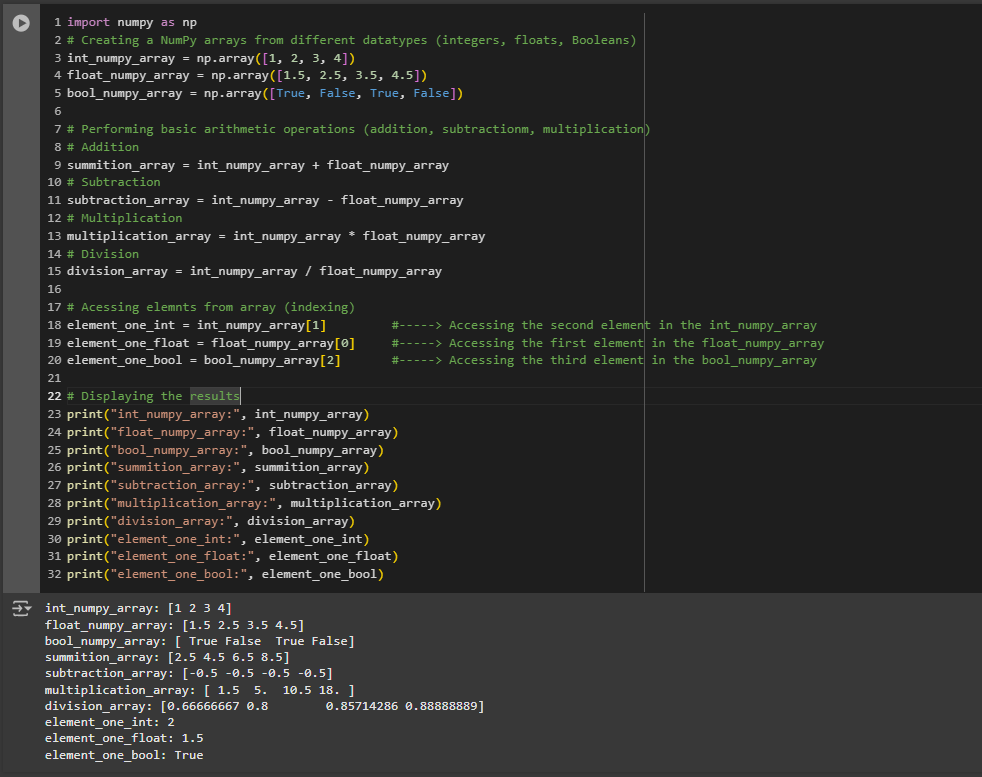 1 import numpy as np
2 # Creating a NumPy arrays from different datatypes (integers, floats, Booleans)
3 int_numpy_array = np.array([1, 2, 3, 4])
4 float_numpy_array = np.array([1.5, 2.5, 3.5, 4.5])
5 bool_numpy_array = np.array([True, False, True, False])
6
7 # Performing basic arithmetic operations (addition, subtractionm, multiplication)
8 # Addition
9 summition_array = int_numpy_array + float_numpy_array
10 # Subtraction
11 subtraction_array = int_numpy_array - float_numpy_array
12 # Multiplication
13 multiplication_array = int_numpy_array * float_numpy_array
14 # Division
15 division_array = int_numpy_array / float_numpy_array
16
17 # Acessing elemnts from array (indexing)
18 element_one_int = int_numpy_array[1]         #-----> Accessing the second element in the int_numpy_array
19 element_one_float = float_numpy_array[0]     #-----> Accessing the first element in the float_numpy_array
20 element_one_bool = bool_numpy_array[2]       #-----> Accessing the third element in the bool_numpy_array
21
22 # Displaying the results
23 print("int_numpy_array:", int_numpy_array)
24 print("float_numpy_array:", float_numpy_array)
25 print("bool_numpy_array:", bool_numpy_array)
26 print("summition_array:", summition_array)
27 print("subtraction_array:", subtraction_array)
28 print("multiplication_array:", multiplication_array)
29 print("division_array:", division_array)
30 print("element_one_int:", element_one_int)
31 print("element_one_float:", element_one_float)
32 print("element_one_bool:", element_one_bool)
int_numpy_array: [1 2 3 4]
float_numpy_array: [1.5 2.5 3.5 4.5]
bool_numpy_array: [ True False  True False]
summition_array: [2.5 4.5 6.5 8.5]
subtraction_array: [-0.5 -0.5 -0.5 -0.5]
multiplication_array: [ 1.5  5.  10.5 18. ]
division_array: [0.66666667 0.8        0.85714286 0.88888889]
element_one_int: 2
element_one_float: 1.5
element_one_bool: True